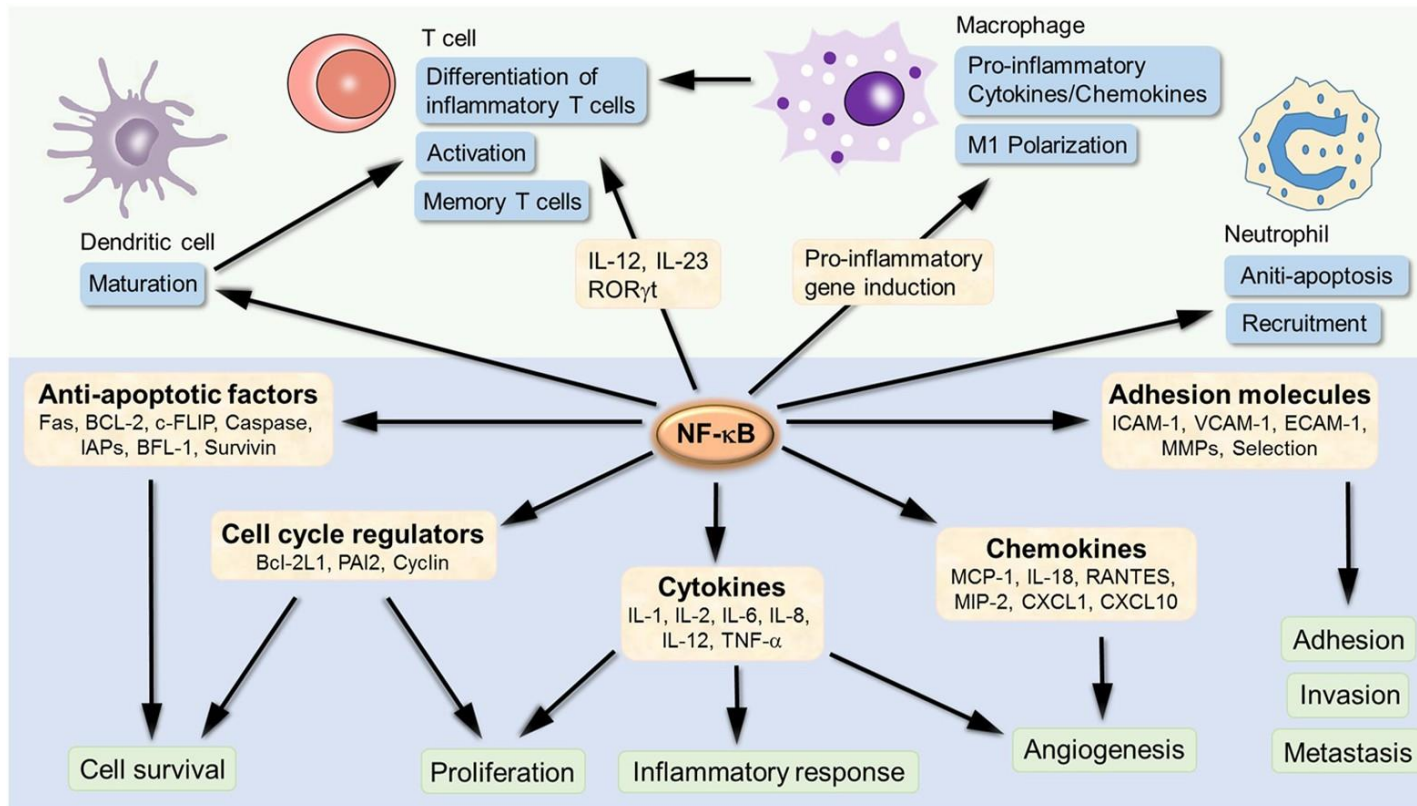 T cell
Differentiation of
inflammatory T cells
Activation
Memory T cells
Macrophage
Pro-inflammatory
Cytokines/Chemokines
M1 Polarization
Dendritic cell
Maturation
Neutrophil
Aniti-apoptosis
Recruitment
IL-12, IL-23
RORγt
Pro-inflammatory
gene induction
NF-κB
Anti-apoptotic factors
Fas, BCL-2, c-FLIP, Caspase,
IAPs, BFL-1, Survivin
Adhesion molecules
ICAM-1, VCAM-1, ECAM-1,
MMPs, Selection
Cell cycle regulators
Bcl-2L1, PAI2, Cyclin
Cytokines
IL-1, IL-2, IL-6, IL-8,
IL-12, TNF-α
Chemokines
MCP-1, IL-18, RANTES,
MIP-2, CXCL1, CXCL10
Cell survival
Proliferation
Inflammatory response
Angiogenesis
Adhesion
Invasion
Metastasis